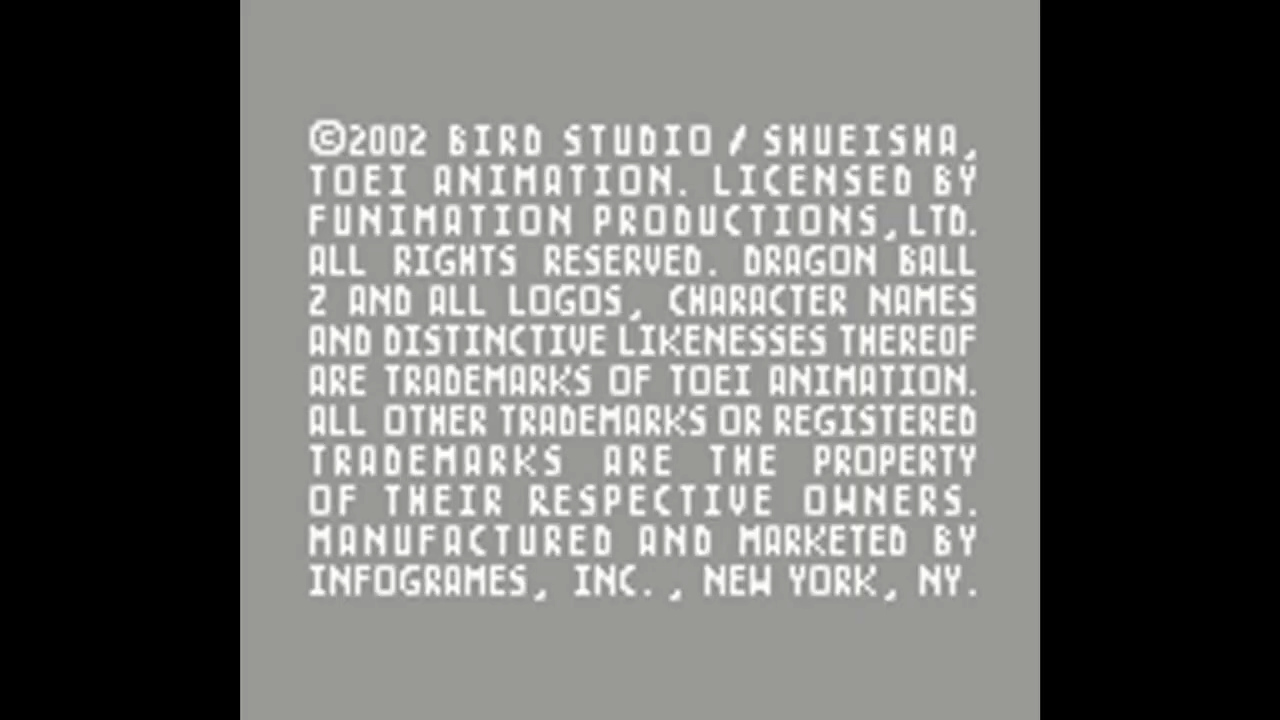 ©2002 BIRD STUDIO / SHUEISHA,
TOEI ANIMATION. LICENSED BY
FUNIMATION PRODUCTIONS,LTD.
ALL RIGHTS RESERVED. DRAGON BALL
Z AND ALL LOGOS, CHARACTER NAMES
AND DISTINCTIVE LIKENESSES THEREOF
ARE TRADEMARKS OF TOEI ANIMATION.
ALL OTHER TRADEMARKS OR REGISTERED
TRADEMARKS ARE THE PROPERTY
OF THEIR RESPECTIVE OWNERS.
MANUFACTURED AND MARKETED BY
INFOGRAMES, INC., NEW YORK, NY.